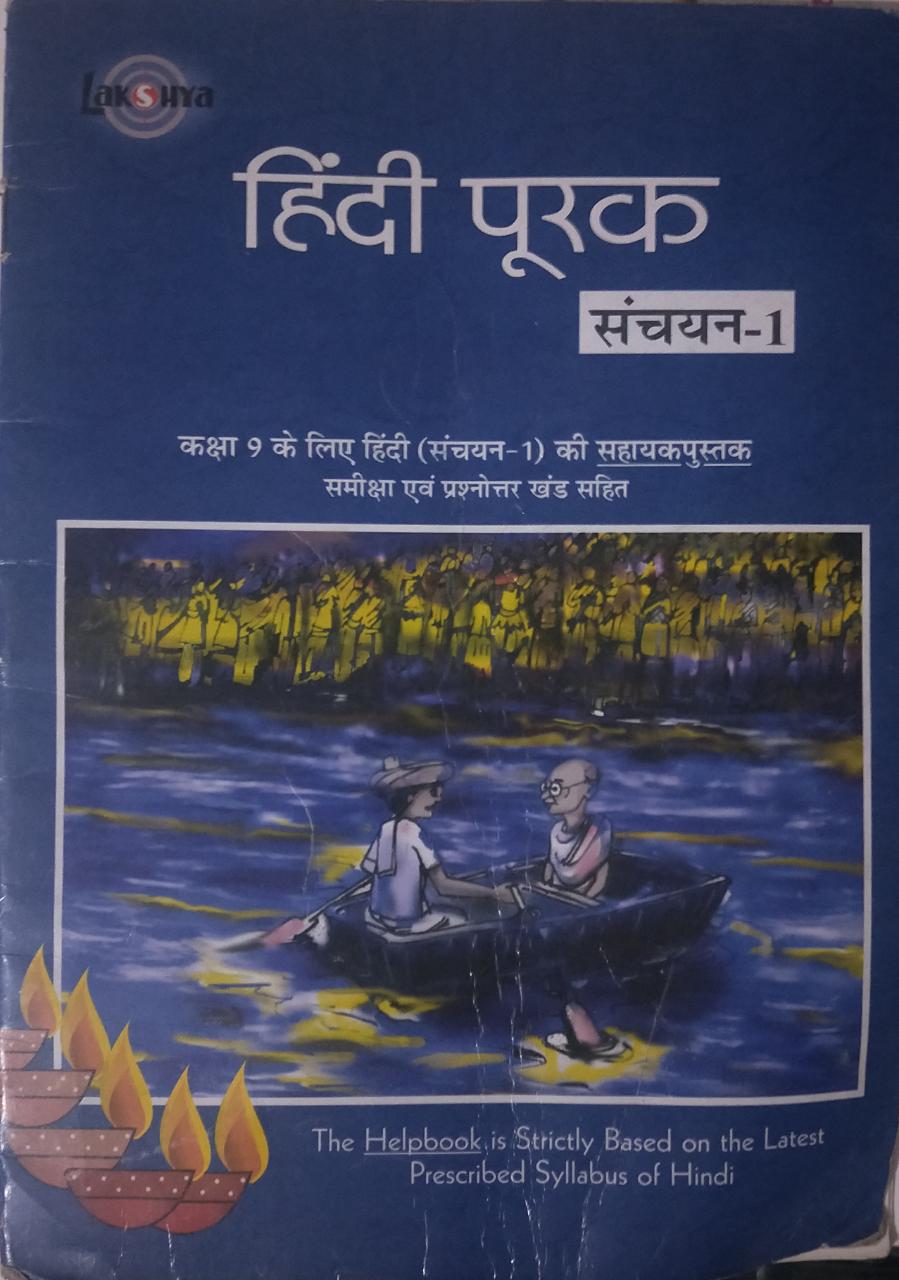 Lakshya
हिंदी पूरक
संचयन-1
कक्षा 9 के लिए हिंदी (संचयन-1) की सहायकपुस्तक
समीक्षा एवं प्रश्नोत्तर खंड सहित
The Helpbook is Strictly Based on the Latest
Prescribed Syllabus of Hindi